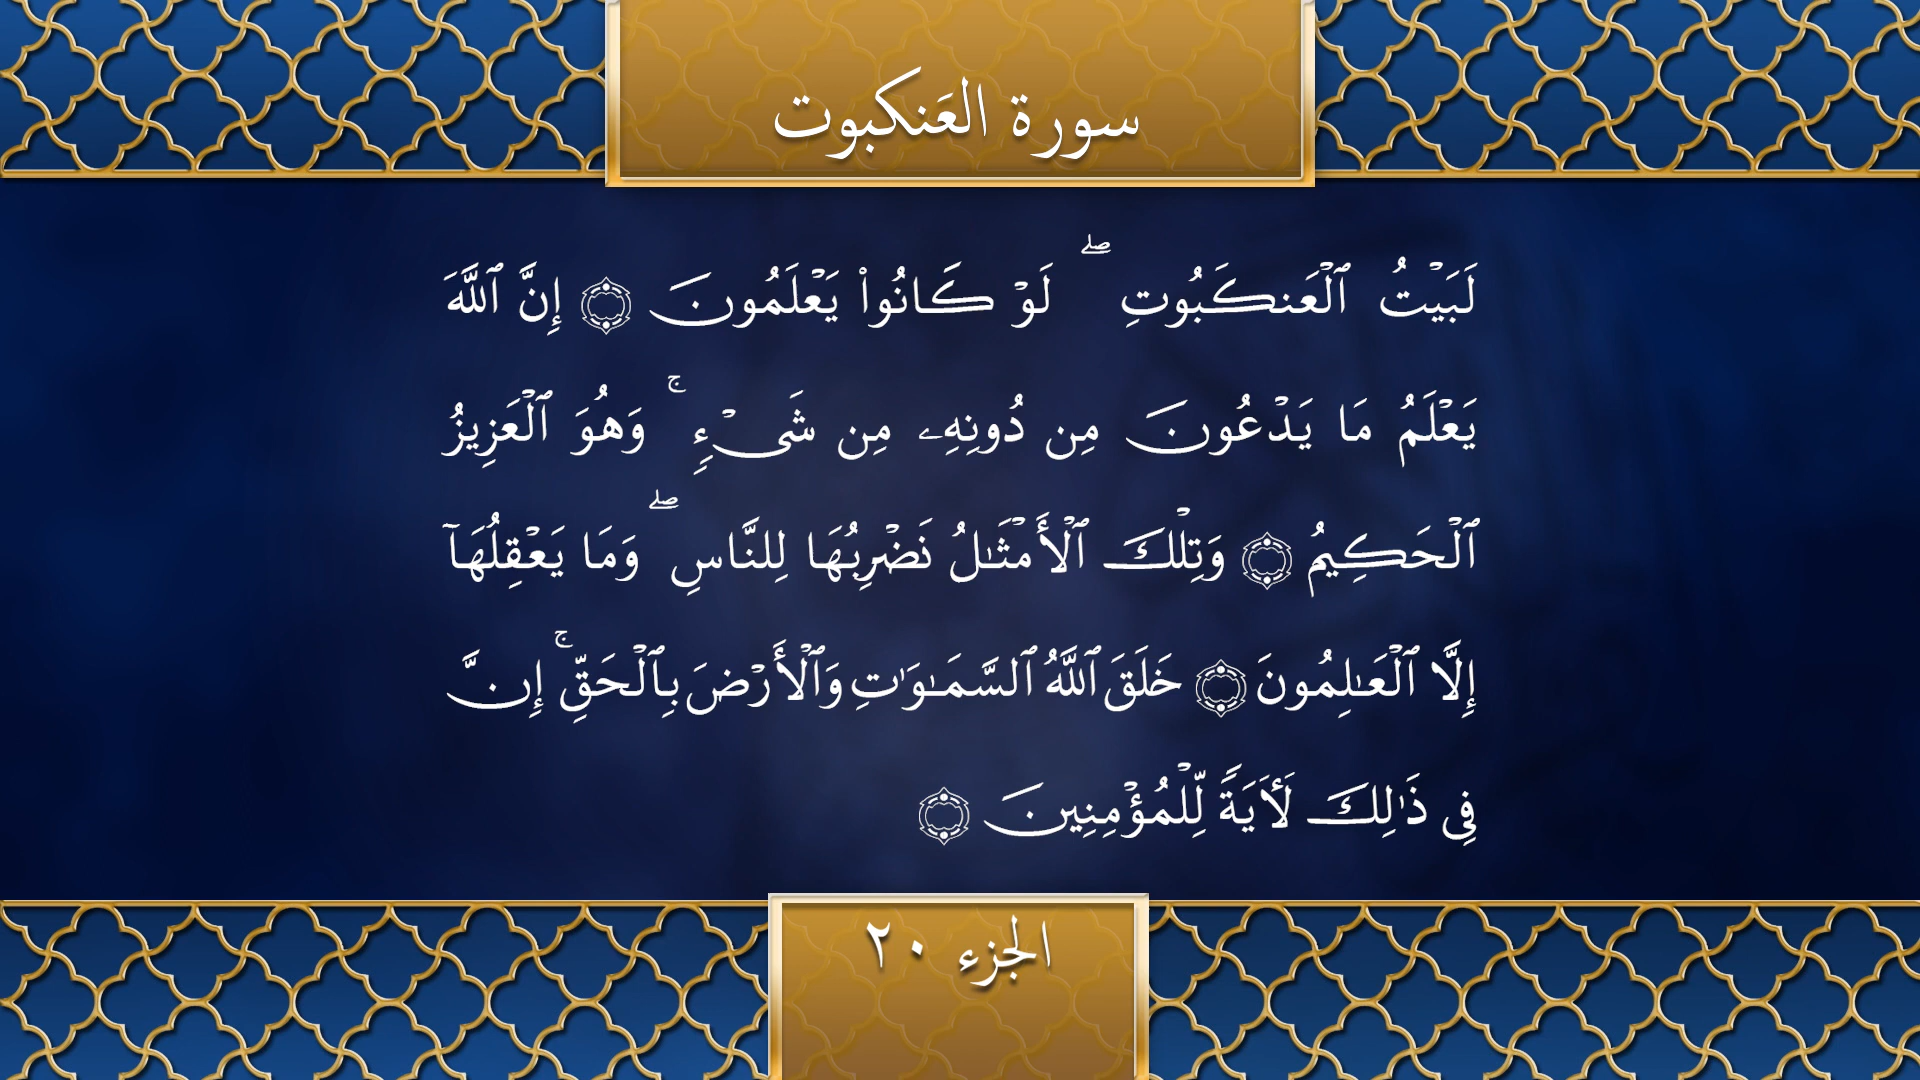 سورة العَنكبوت
لَبَيْتُ ٱلْعَنكَبُوتِ ۖ لَوْ كَانُوا۟ يَعْلَمُونَ ۝ إِنَّ ٱللَّهَ
يَعْلَمُ مَا يَدْعُونَ مِن دُونِهِۦ مِن شَىْءٍۢ ۚ وَهُوَ ٱلْعَزِيزُ
ٱلْحَكِيمُ ۝ وَتِلْكَ ٱلْأَمْثَـٰلُ نَضْرِبُهَا لِلنَّاسِ ۖ وَمَا يَعْقِلُهَآ
إِلَّا ٱلْعَـٰلِمُونَ ۝ خَلَقَ ٱللَّهُ ٱلسَّمَـٰوَٰتِ وَٱلْأَرْضَ بِٱلْحَقِّ ۚ إِنَّ
فِى ذَٰلِكَ لَـَٔايَةًۭ لِّلْمُؤْمِنِينَ ۝
الجزء ٢٠